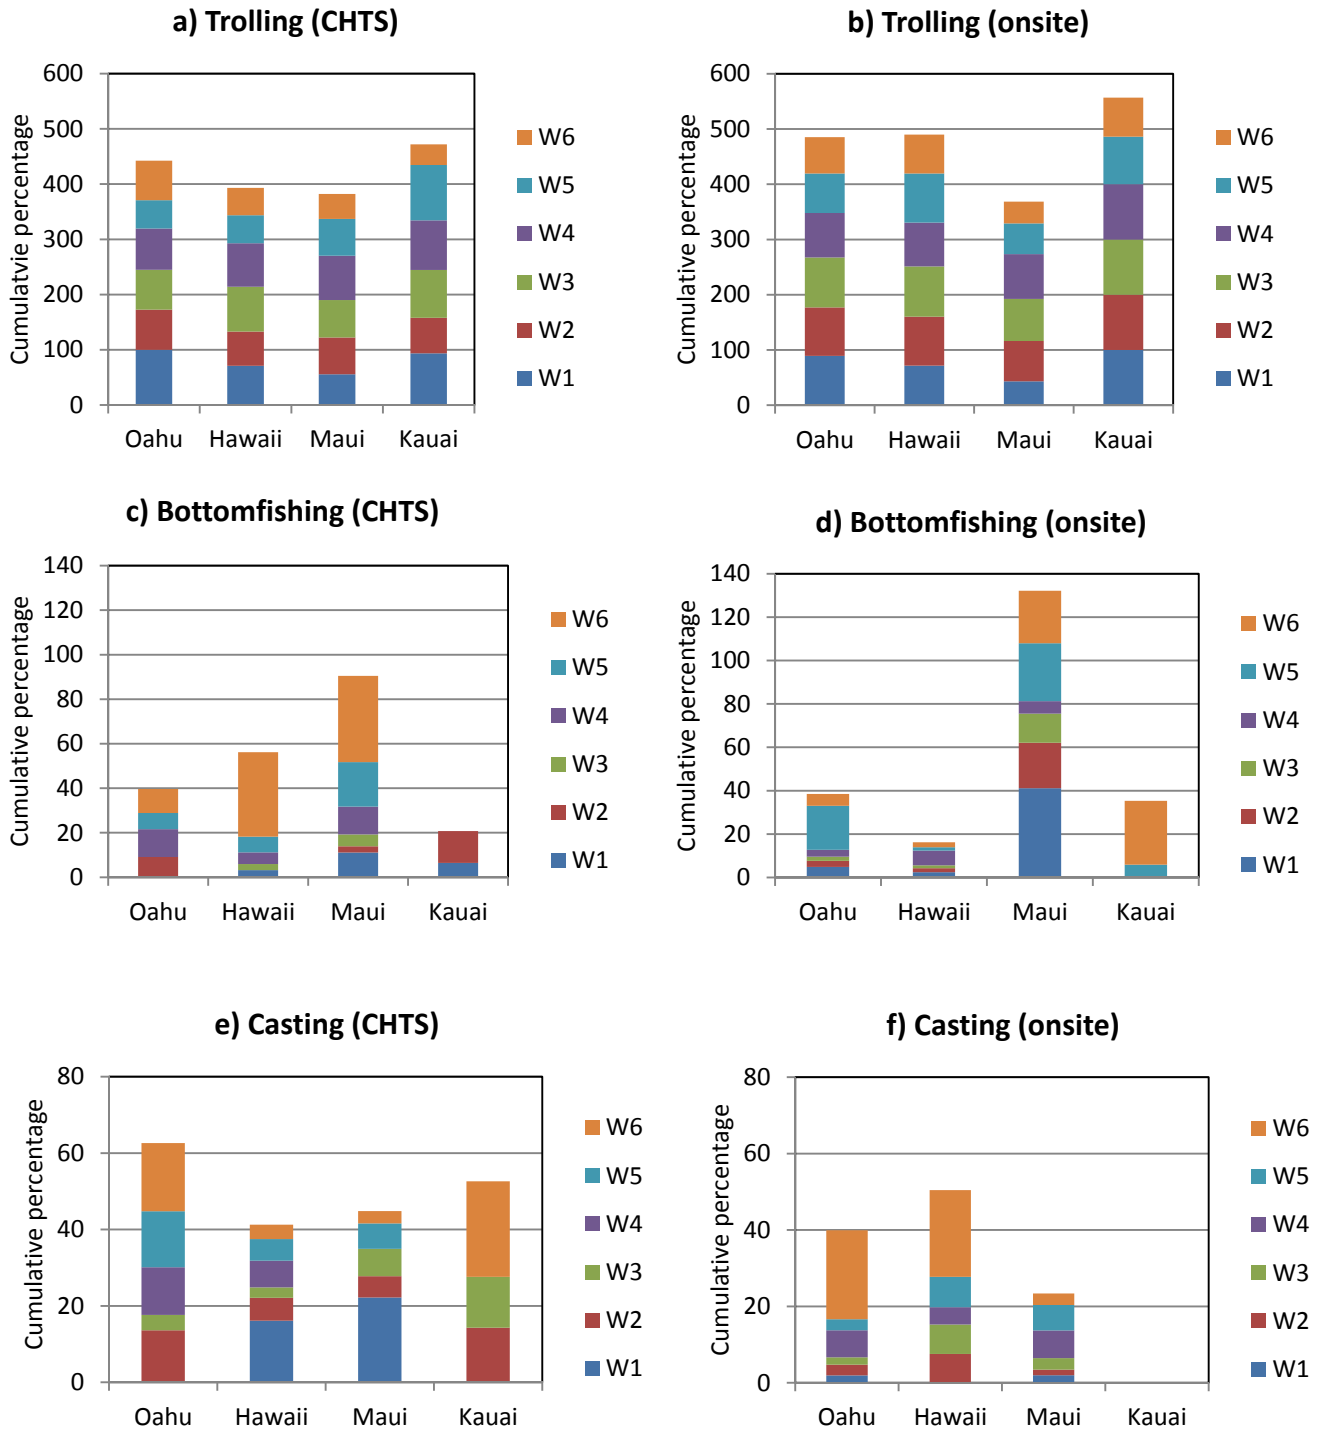 a) Trolling (CHTS)
Cumulatvie percentage
600
500
400
300
200
100
0
Oahu Hawaii Maui Kauai
W6
W5
W4
W3
W2
W1
b) Trolling (onsite)
Cumulative percentage
600
500
400
300
200
100
0
Oahu Hawaii Maui Kauai
W6
W5
W4
W3
W2
W1
c) Bottomfishing (CHTS)
Cumulative percentage
140
120
100
80
60
40
20
0
Oahu Hawaii Maui Kauai
W6
W5
W4
W3
W2
W1
d) Bottomfishing (onsite)
Cumulative percentage
140
120
100
80
60
40
20
0
Oahu Hawaii Maui Kauai
W6
W5
W4
W3
W2
W1
e) Casting (CHTS)
Cumulative percentage
80
60
40
20
0
Oahu Hawaii Maui Kauai
W6
W5
W4
W3
W2
W1
f) Casting (onsite)
Cumulative percentage
80
60
40
20
0
Oahu Hawaii Maui Kauai
W6
W5
W4
W3
W2
W1